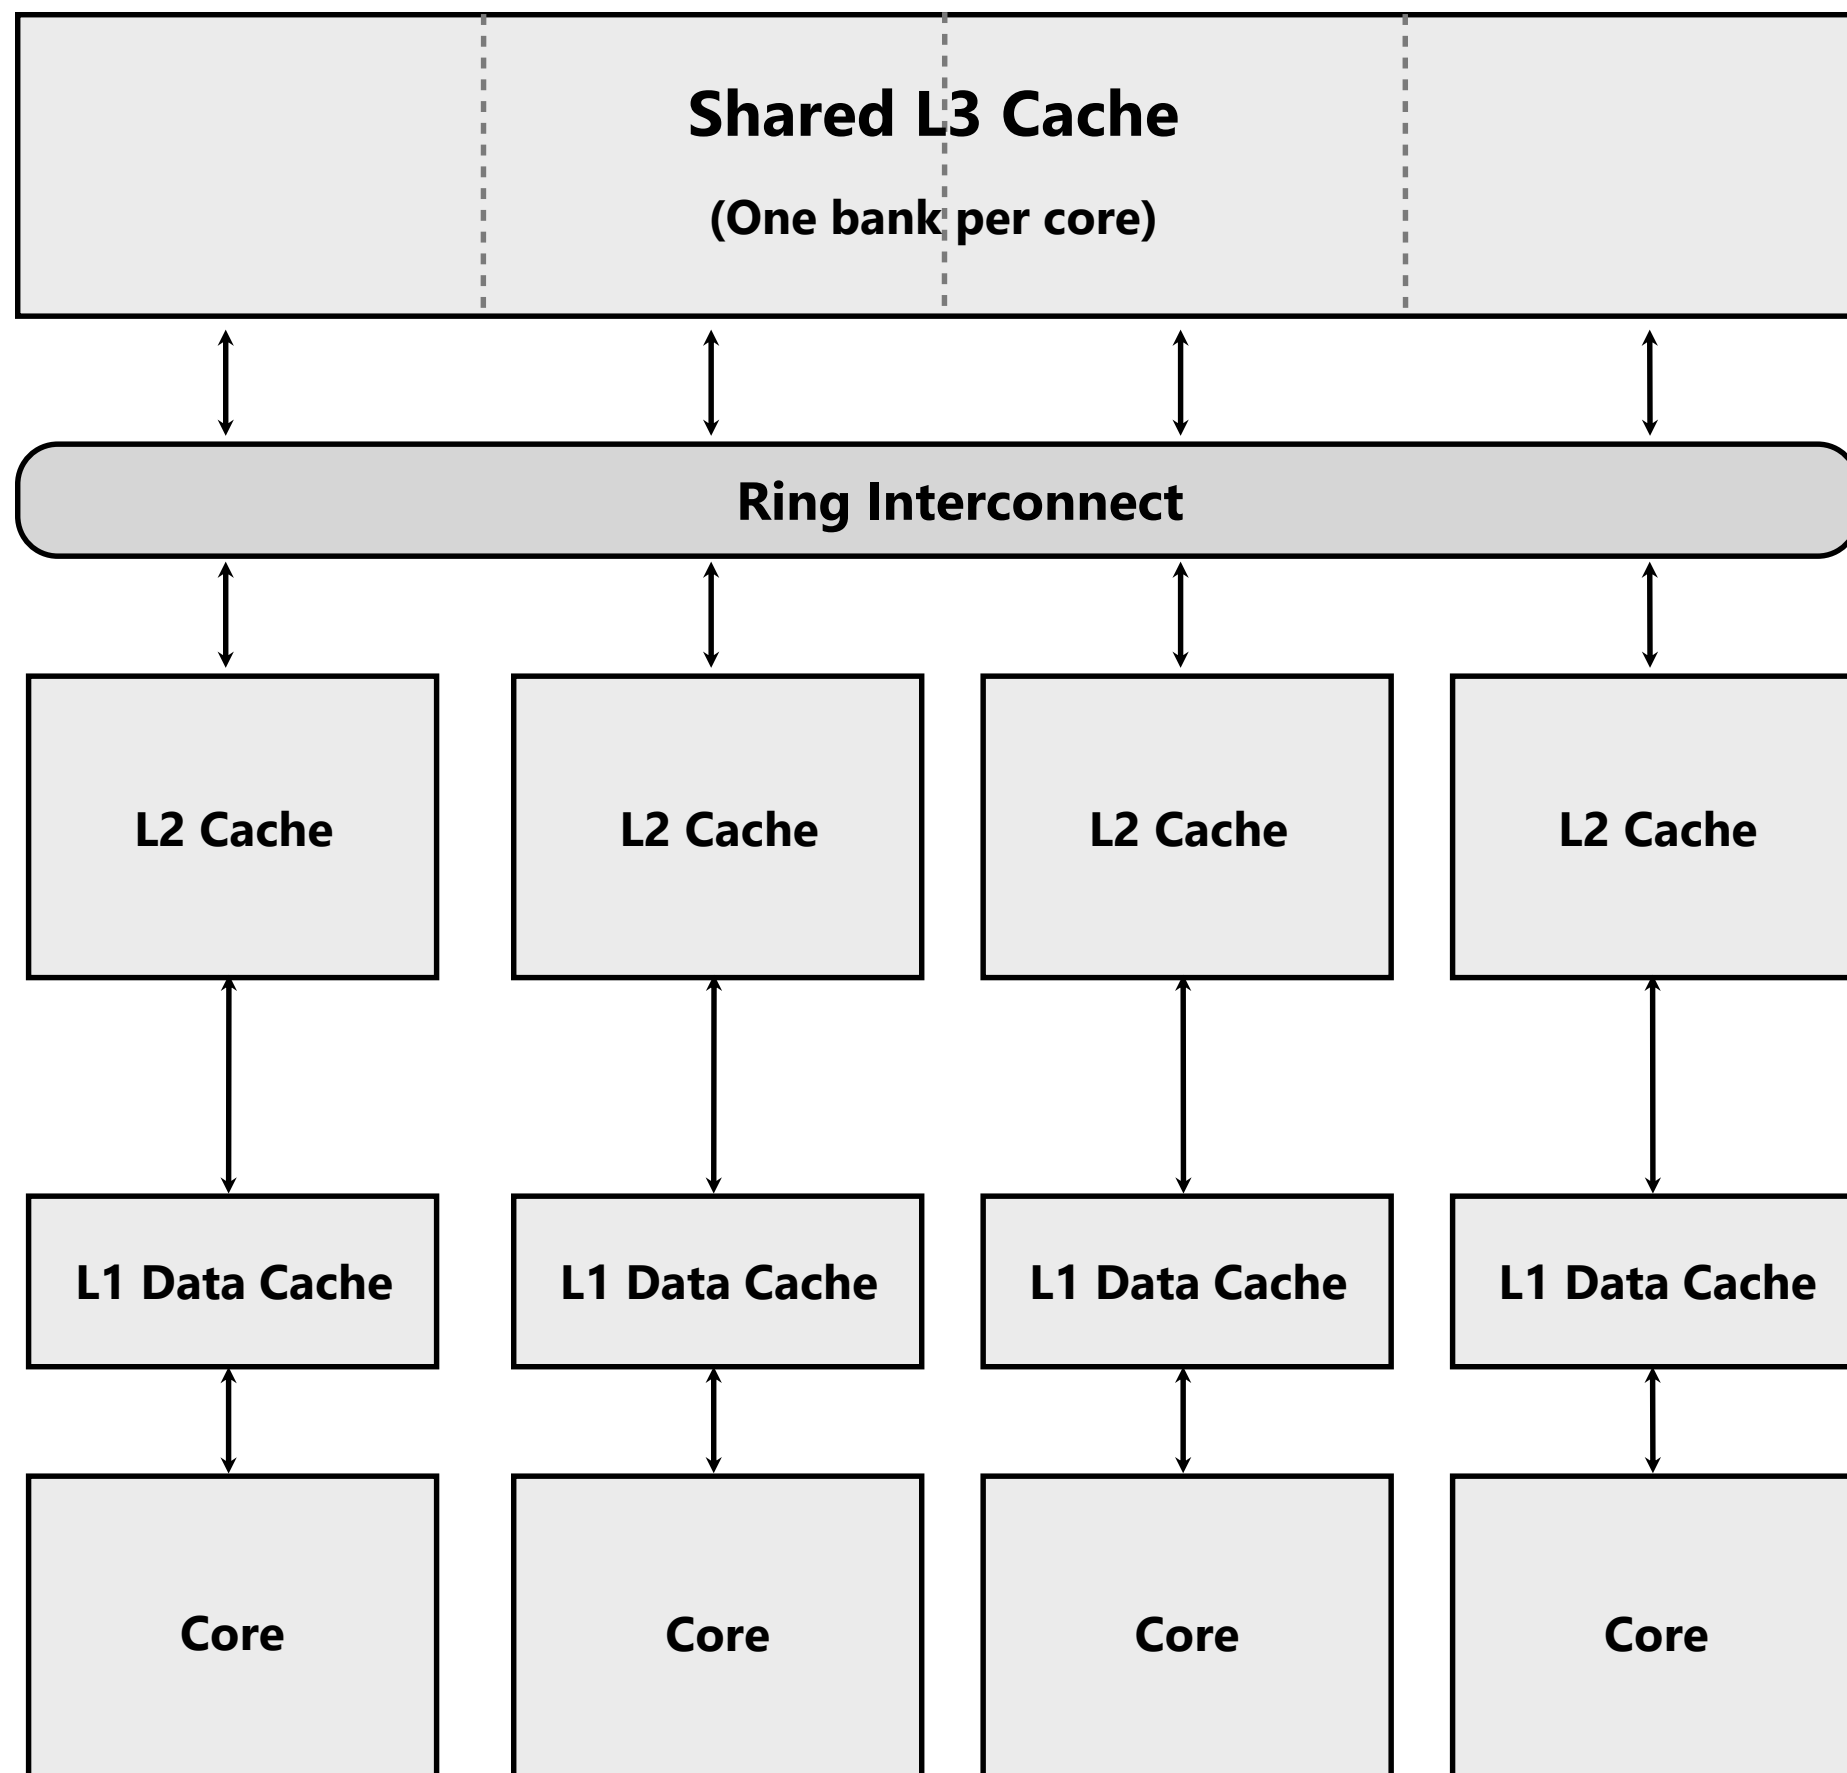 Shared L3 Cache
(One bank per core)
Ring Interconnect
L2 Cache
L2 Cache
L2 Cache
L2 Cache
L1 Data Cache
L1 Data Cache
L1 Data Cache
L1 Data Cache
Core
Core
Core
Core